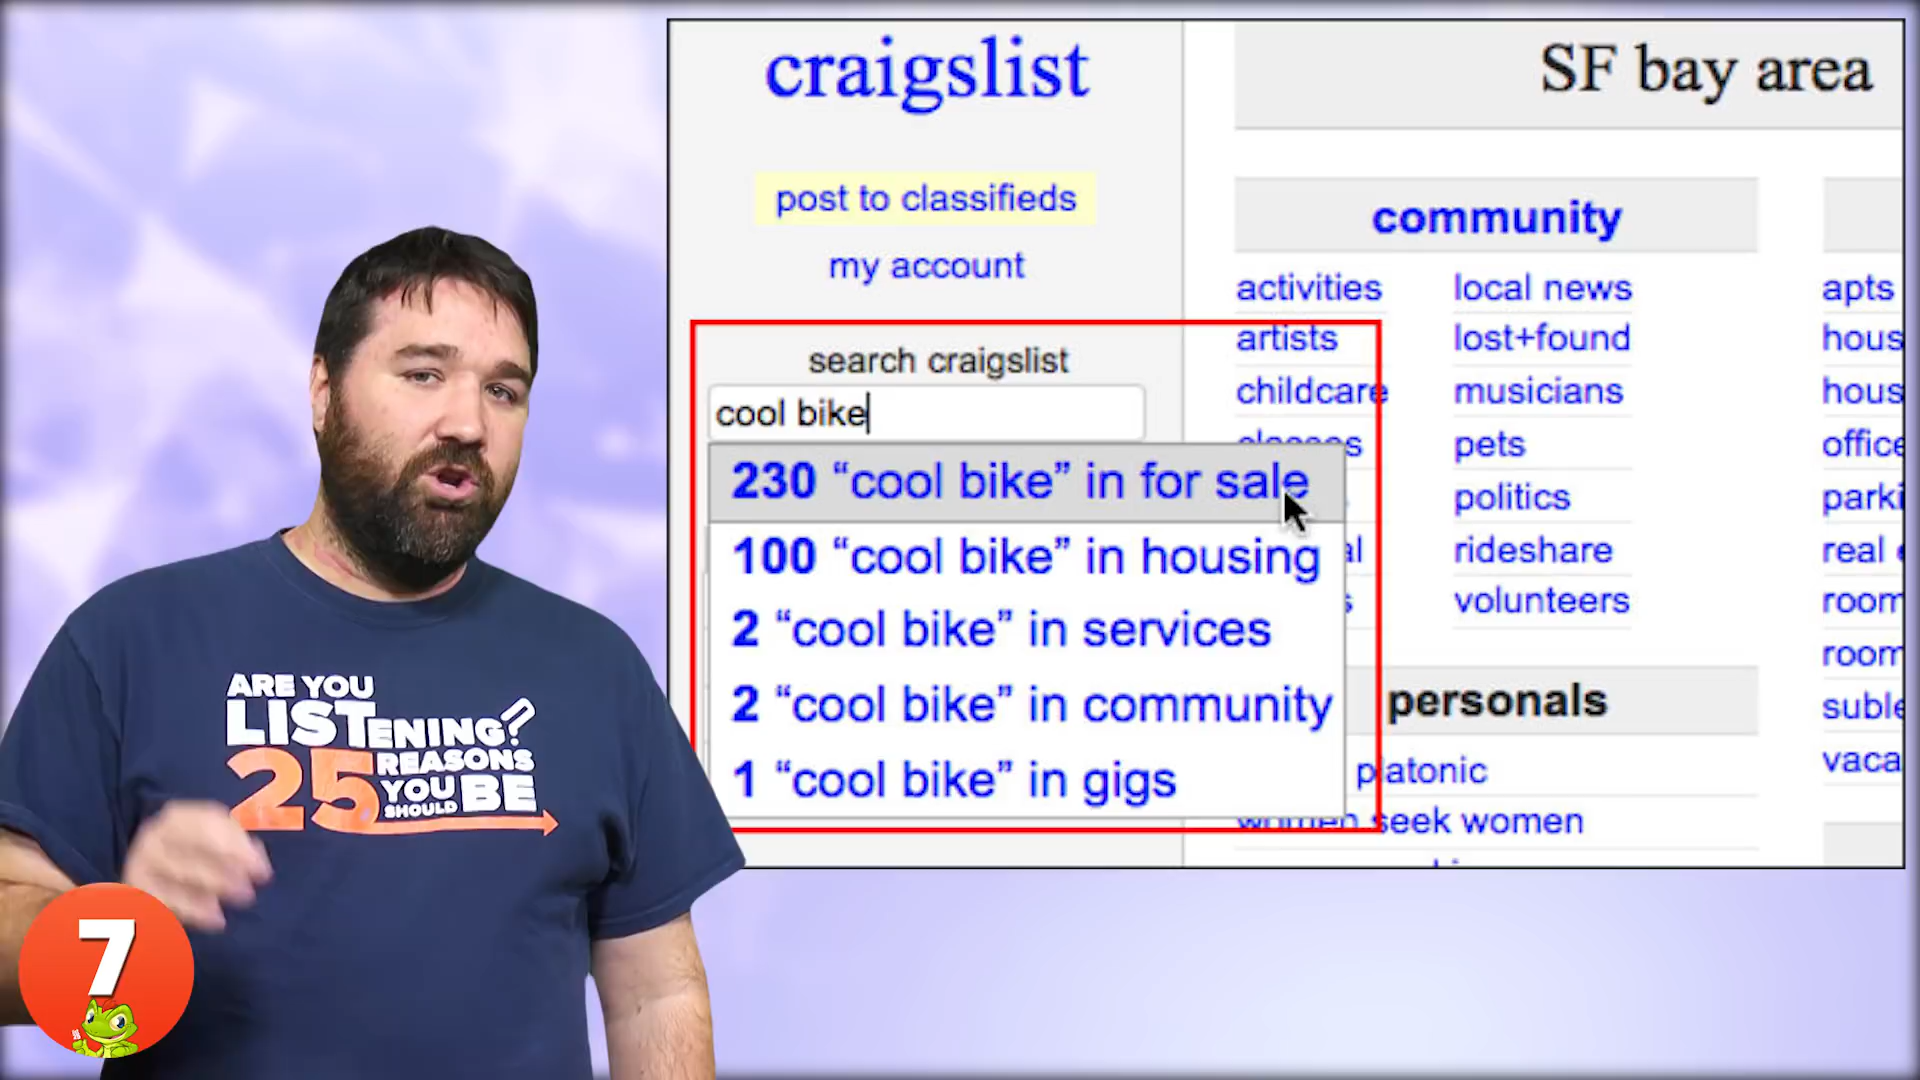 craigslist
SF bay area
post to classifieds
my account
community
activities
local news
apts
artists
lost+found
search craigslist
childcare
musicians
cool bike
pets
230 “cool bike” in for sale
politics
100 “cool bike” in housing
rideshare
2 “cool bike” in services
volunteers
2 “cool bike” in community
personals
platonic
1 “cool bike” in gigs
women seek women
ARE YOU
LISTENING?
25 REASONS
YOU
SHOULD BE
7